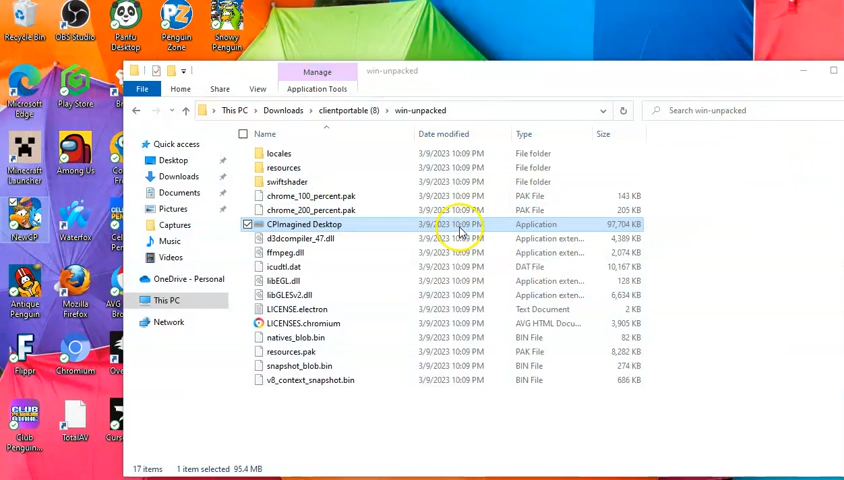 Recycle Bin
OBS Studio
Panfu Desktop
Penguin Zone
Snowy Penguin
Microsoft Edge
Play Store
Minecraft Launcher
Among Us
NewCP
Waterfox
Animator
Mozilla Firefox
AVG
Flippr
Chromium
Club Penguin...
TotalAV
Manage
win-unpacked
File
Home
Share
View
Application Tools
This PC
Downloads
clientportable (8)
win-unpacked
Search win-unpacked
Name
Date modified
Type
Size
Quick access
Desktop
Downloads
Documents
Pictures
Captures
Music
Videos
OneDrive - Personal
This PC
Network
locales 3/9/2023 10:09 PM File folder
resources 3/9/2023 10:09 PM File folder
swiftshader 3/9/2023 10:09 PM File folder
chrome_100_percent.pak 3/9/2023 10:09 PM PAK File 143 KB
chrome_200_percent.pak 3/9/2023 10:09 PM PAK File 205 KB
CPImagined Desktop 3/9/2023 10:09 PM Application 97,704 KB
d3dcompiler_47.dll 3/9/2023 10:09 PM Application exten... 4,389 KB
ffmpeg.dll 3/9/2023 10:09 PM Application exten... 2,074 KB
icudtl.dat 3/9/2023 10:09 PM DAT File 10,167 KB
libEGL.dll 3/9/2023 10:09 PM Application exten... 128 KB
libGLESv2.dll 3/9/2023 10:09 PM Application exten... 6,634 KB
LICENSE.electron 3/9/2023 10:09 PM Text Document 2 KB
LICENSES.chromium 3/9/2023 10:09 PM AVG HTML Docu... 3,905 KB
natives_blob.bin 3/9/2023 10:09 PM BIN File 82 KB
resources.pak 3/9/2023 10:09 PM PAK File 8,282 KB
snapshot_blob.bin 3/9/2023 10:09 PM BIN File 274 KB
v8_context_snapshot.bin 3/9/2023 10:09 PM BIN File 686 KB
17 items
1 item selected 95.4 MB